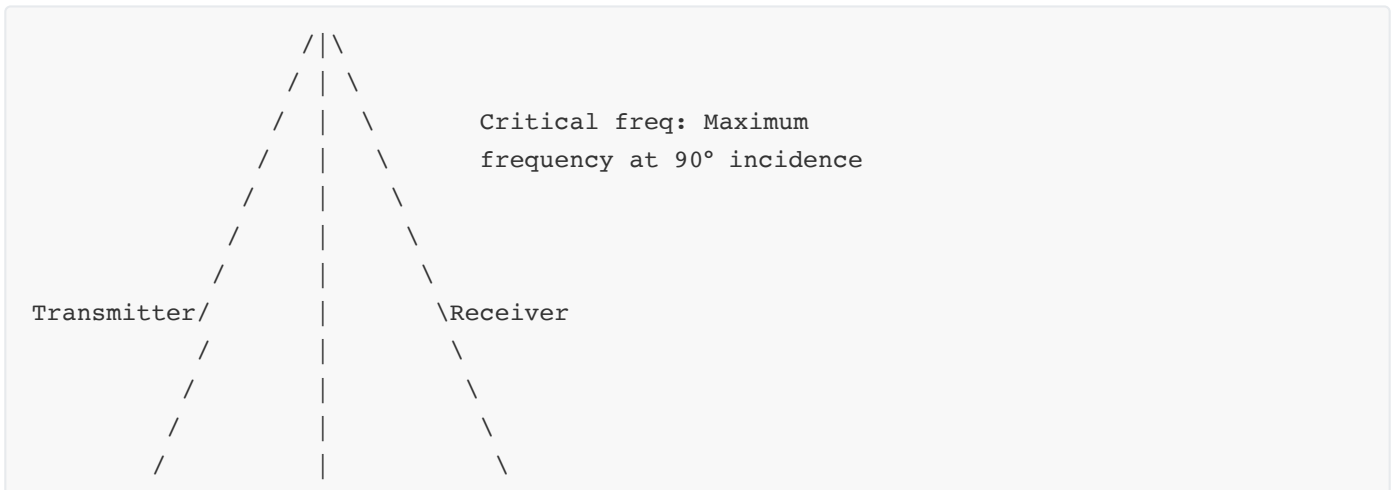 Critical freq: Maximum
frequency at 90° incidence
Transmitter
Receiver